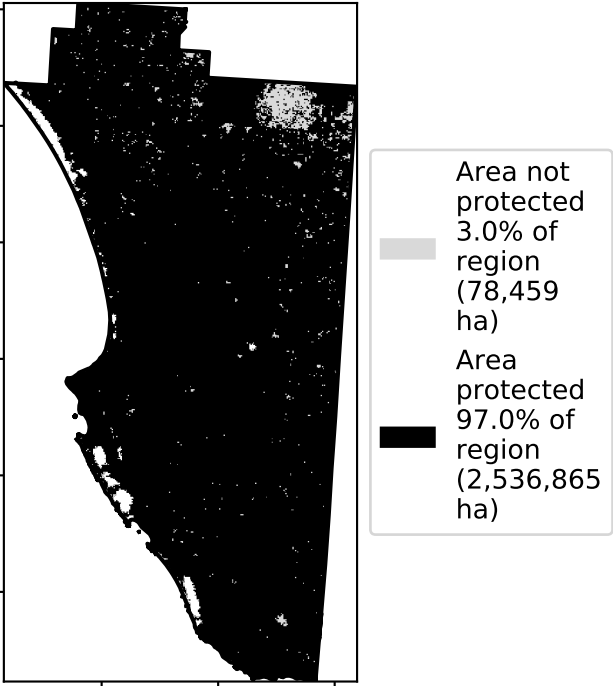 Area not
protected
3.0% of
region
(78,459
ha)
Area
protected
97.0% of
region
(2,536,865
ha)